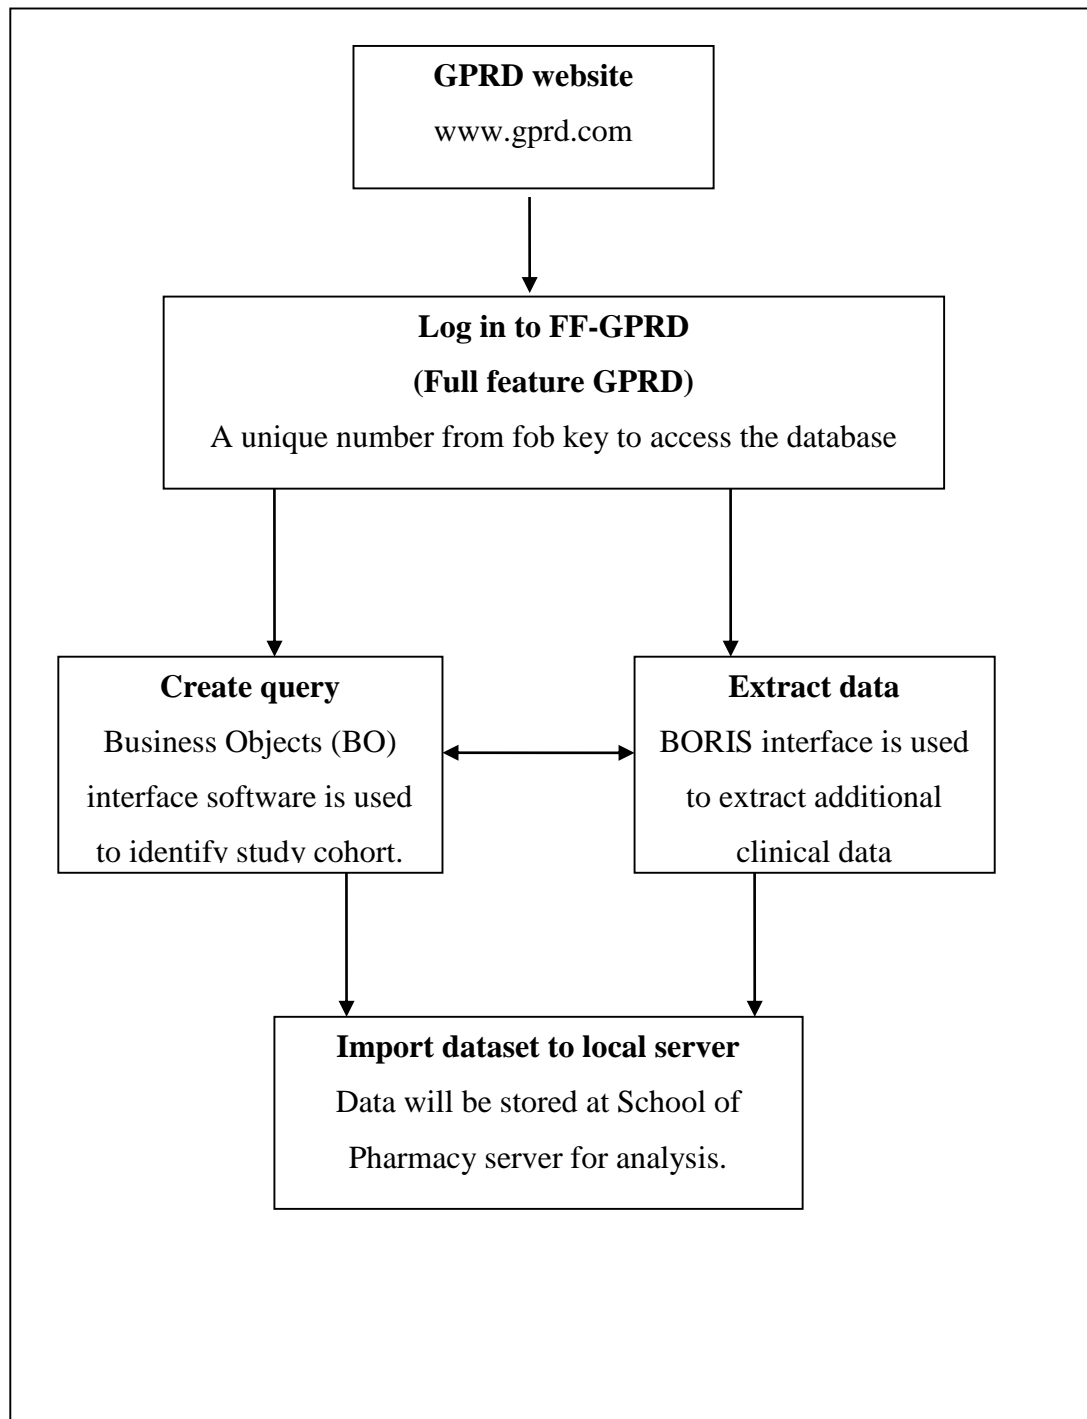 GPRD website
www.gprd.com
Log in to FF-GPRD
(Full feature GPRD)
A unique number from fob key to access the database
Create query
Business Objects (BO)
interface software is used
to identify study cohort.
Extract data
BORIS interface is used
to extract additional
clinical data
Import dataset to local server
Data will be stored at School of
Pharmacy server for analysis.